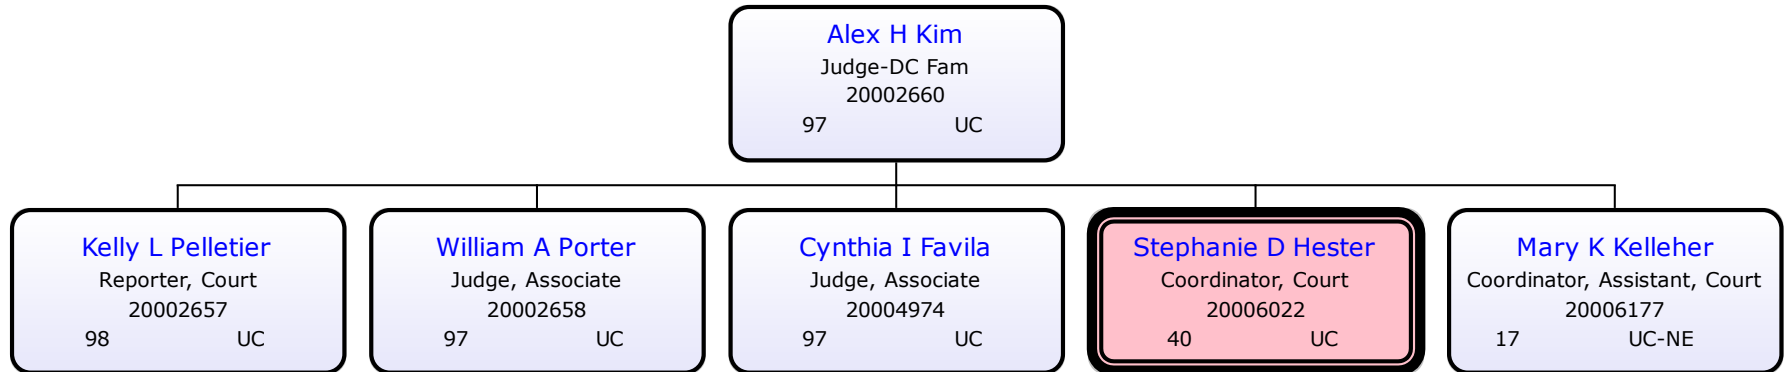 Alex H Kim
Judge-DC Fam
20002660
97 UC
Kelly L Pelletier
Reporter, Court
20002657
98 UC
William A Porter
Judge, Associate
20002658
97 UC
Cynthia I Favila
Judge, Associate
20004974
97 UC
Stephanie D Hester
Coordinator, Court
20006022
40 UC
Mary K Kelleher
Coordinator, Assistant, Court
20006177
17 UC-NE